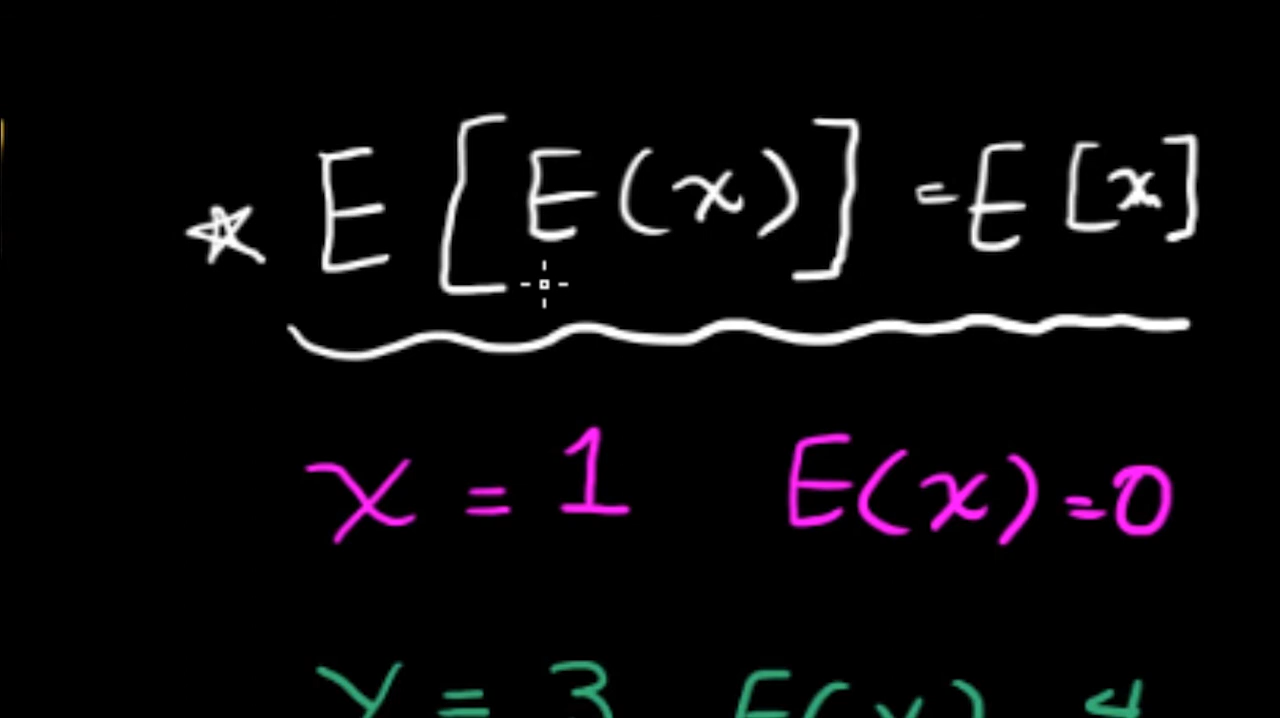 * E[E(x)] = E[x]
x = 1 E(x) = 0